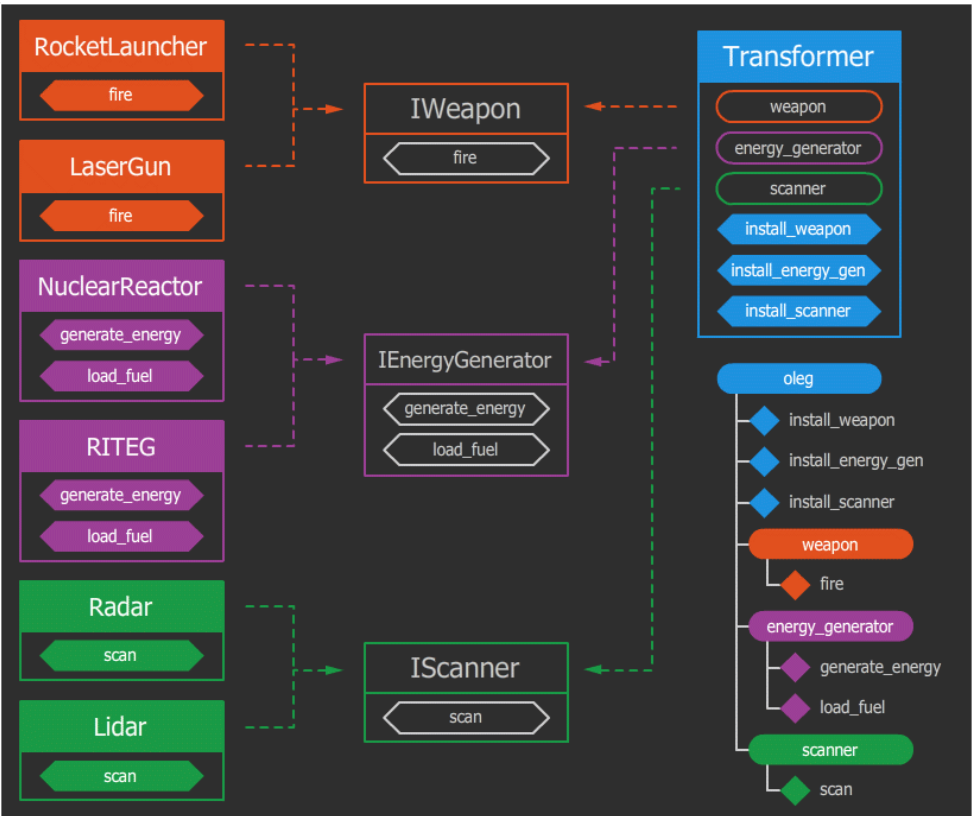 RocketLauncher
fire
LaserGun
fire
NuclearReactor
generate_energy
load_fuel
RITEG
generate_energy
load_fuel
Radar
scan
Lidar
scan
IWeapon
fire
IEnergyGenerator
generate_energy
load_fuel
IScanner
scan
Transformer
weapon
energy_generator
scanner
install_weapon
install_energy_gen
install_scanner
oleg
install_weapon
install_energy_gen
install_scanner
weapon
fire
energy_generator
generate_energy
load_fuel
scanner
scan